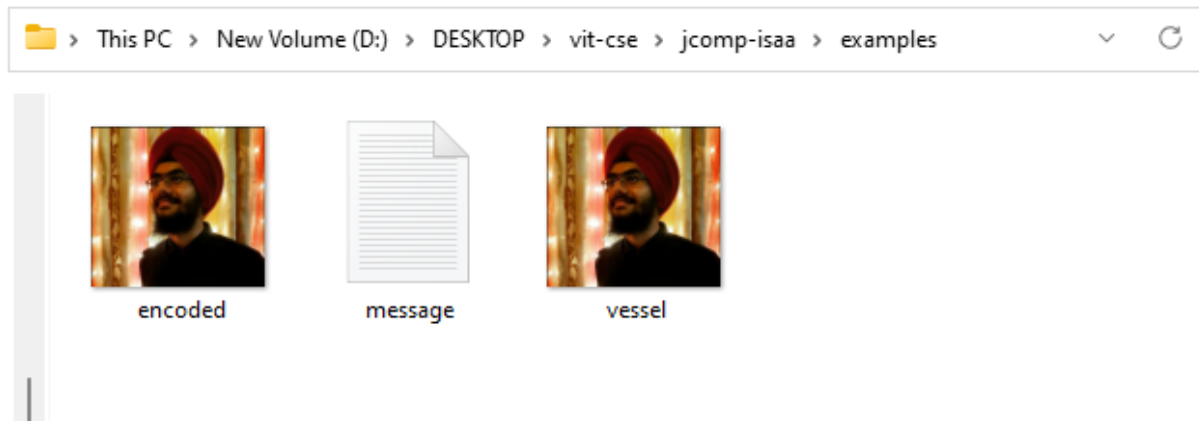 This PC > New Volume (D:) > DESKTOP > vit-cse > jcomp-isaa > examples
encoded message vessel